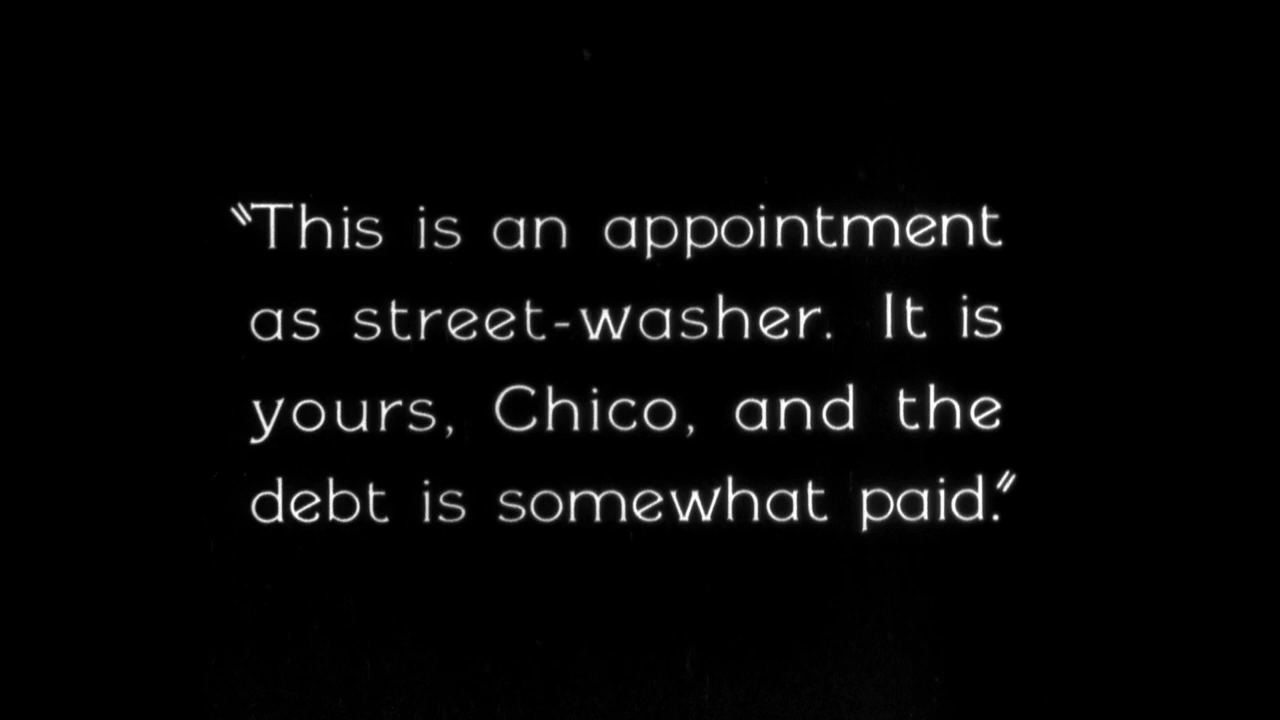 "This is an appointment
as street-washer. It is
yours, Chico, and the
debt is somewhat paid."